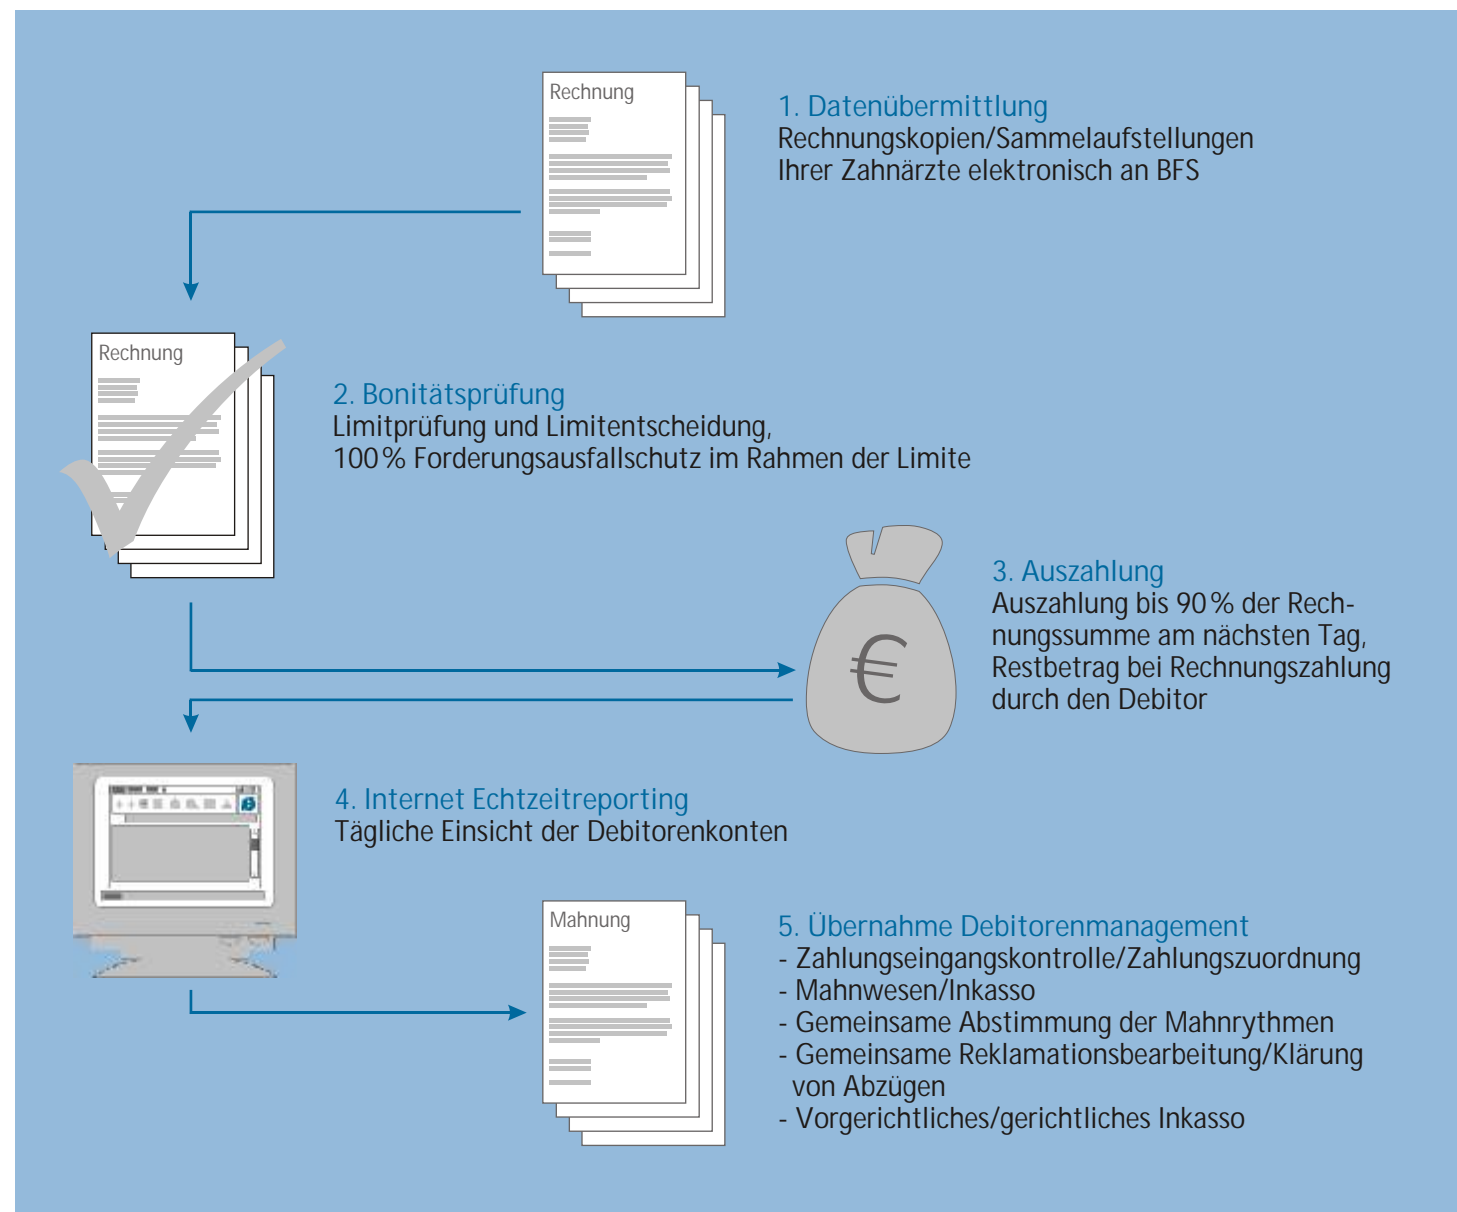 Rechnung
1. Datenübermittlung
Rechnungskopien/Sammelaufstellungen
Ihrer Zahnärzte elektronisch an BFS
Rechnung
2. Bonitätsprüfung
Limitprüfung und Limitentscheidung,
100% Forderungsausfallschutz im Rahmen der Limite
€
3. Auszahlung
Auszahlung bis 90% der Rech-
nungssumme am nächsten Tag,
Restbetrag bei Rechnungszahlung
durch den Debitor
4. Internet Echtzeitreporting
Tägliche Einsicht der Debitorenkonten
Mahnung
5. Übernahme Debitorenmanagement
- Zahlungseingangskontrolle/Zahlungszuordnung
- Mahnwesen/Inkasso
- Gemeinsame Abstimmung der Mahnrythmen
- Gemeinsame Reklamationsbearbeitung/Klärung
von Abzügen
- Vorgerichtliches/gerichtliches Inkasso